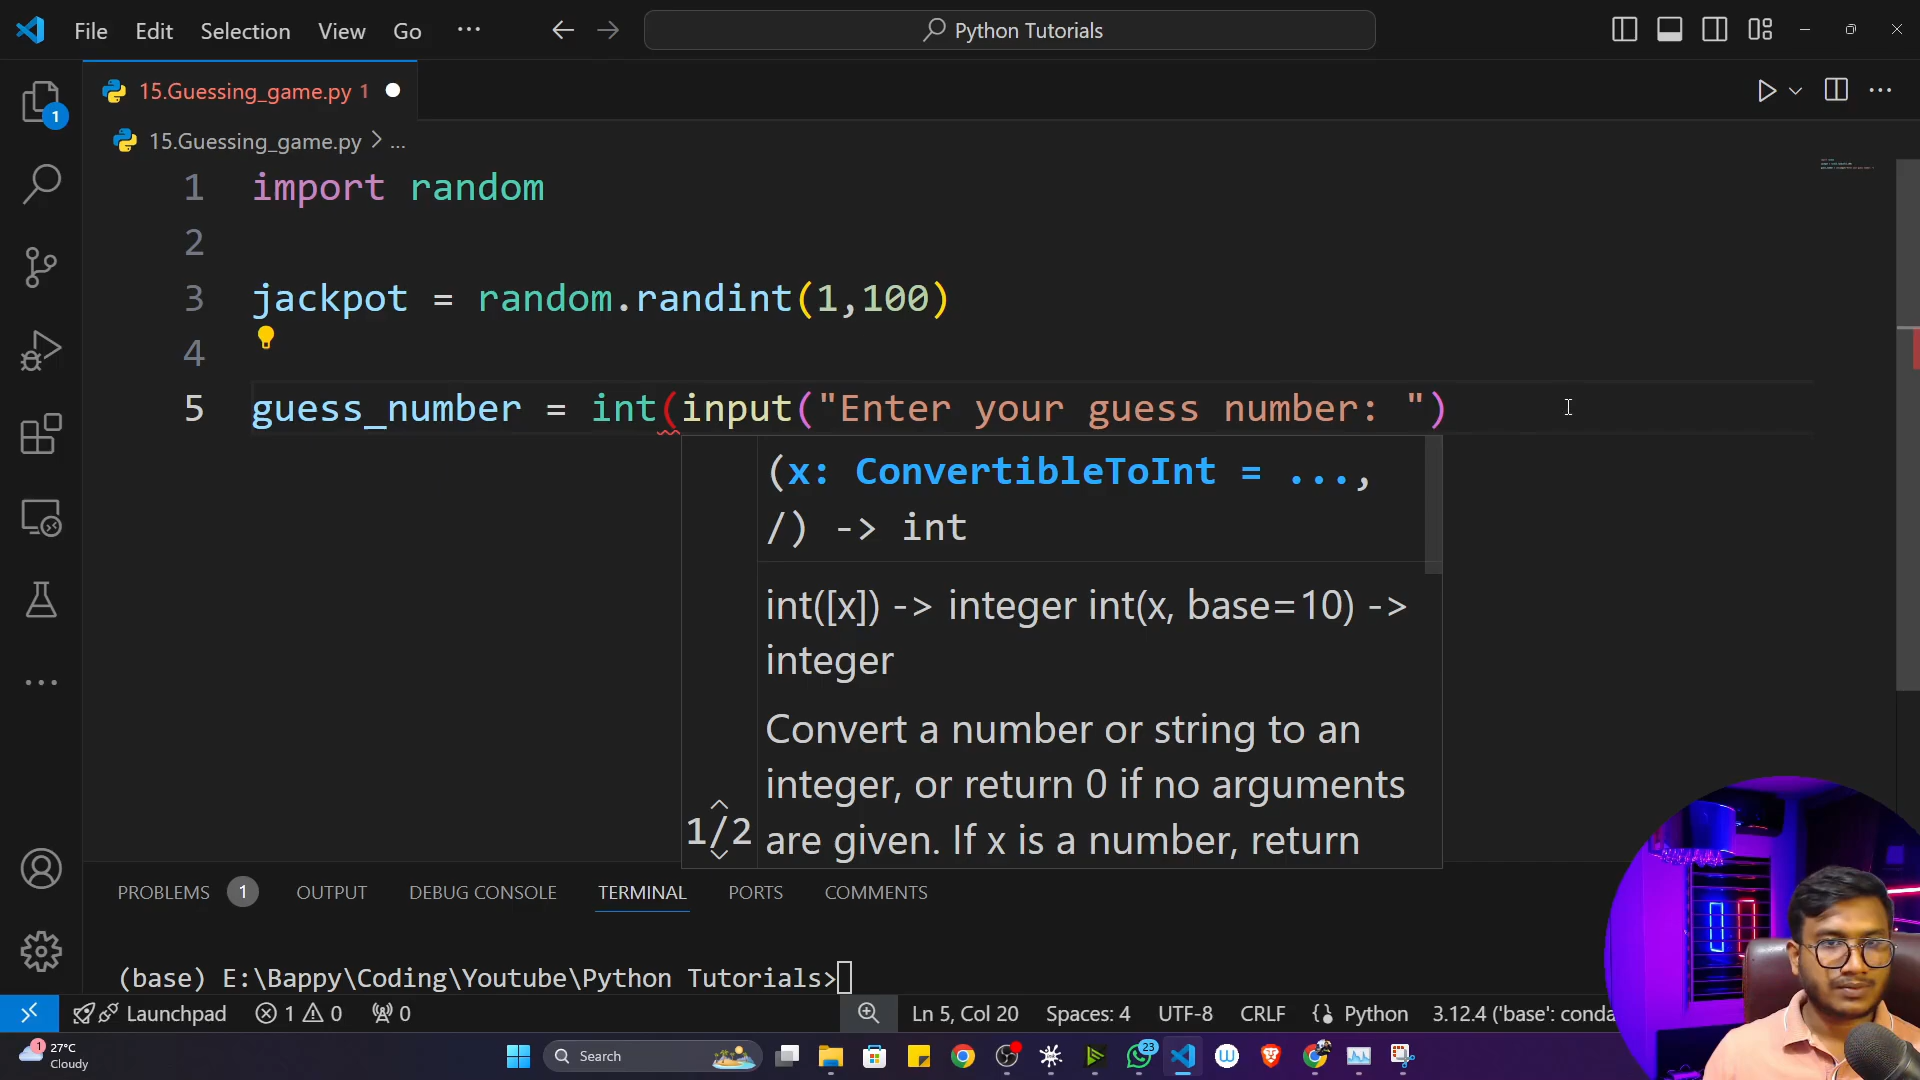 File Edit Selection View Go ... Python Tutorials
15.Guessing_game.py 1
1
15.Guessing_game.py > ...
1 import random
2
3 jackpot = random.randint(1,100)
4
5 guess_number = int(input("Enter your guess number: ")
(x: ConvertibleToInt = ...,
/) -> int
int([x]) -> integer int(x, base=10) ->
integer
Convert a number or string to an
integer, or return 0 if no arguments
are given. If x is a number, return
1/2
PROBLEMS 1 OUTPUT DEBUG CONSOLE TERMINAL PORTS COMMENTS
(base) E:\Bappy\Coding\Youtube\Python Tutorials>
Launchpad 1 0 0 Ln 5, Col 20 Spaces: 4 UTF-8 CRLF Python 3.12.4 ('base': conda
1 27°C
Cloudy
Search
23